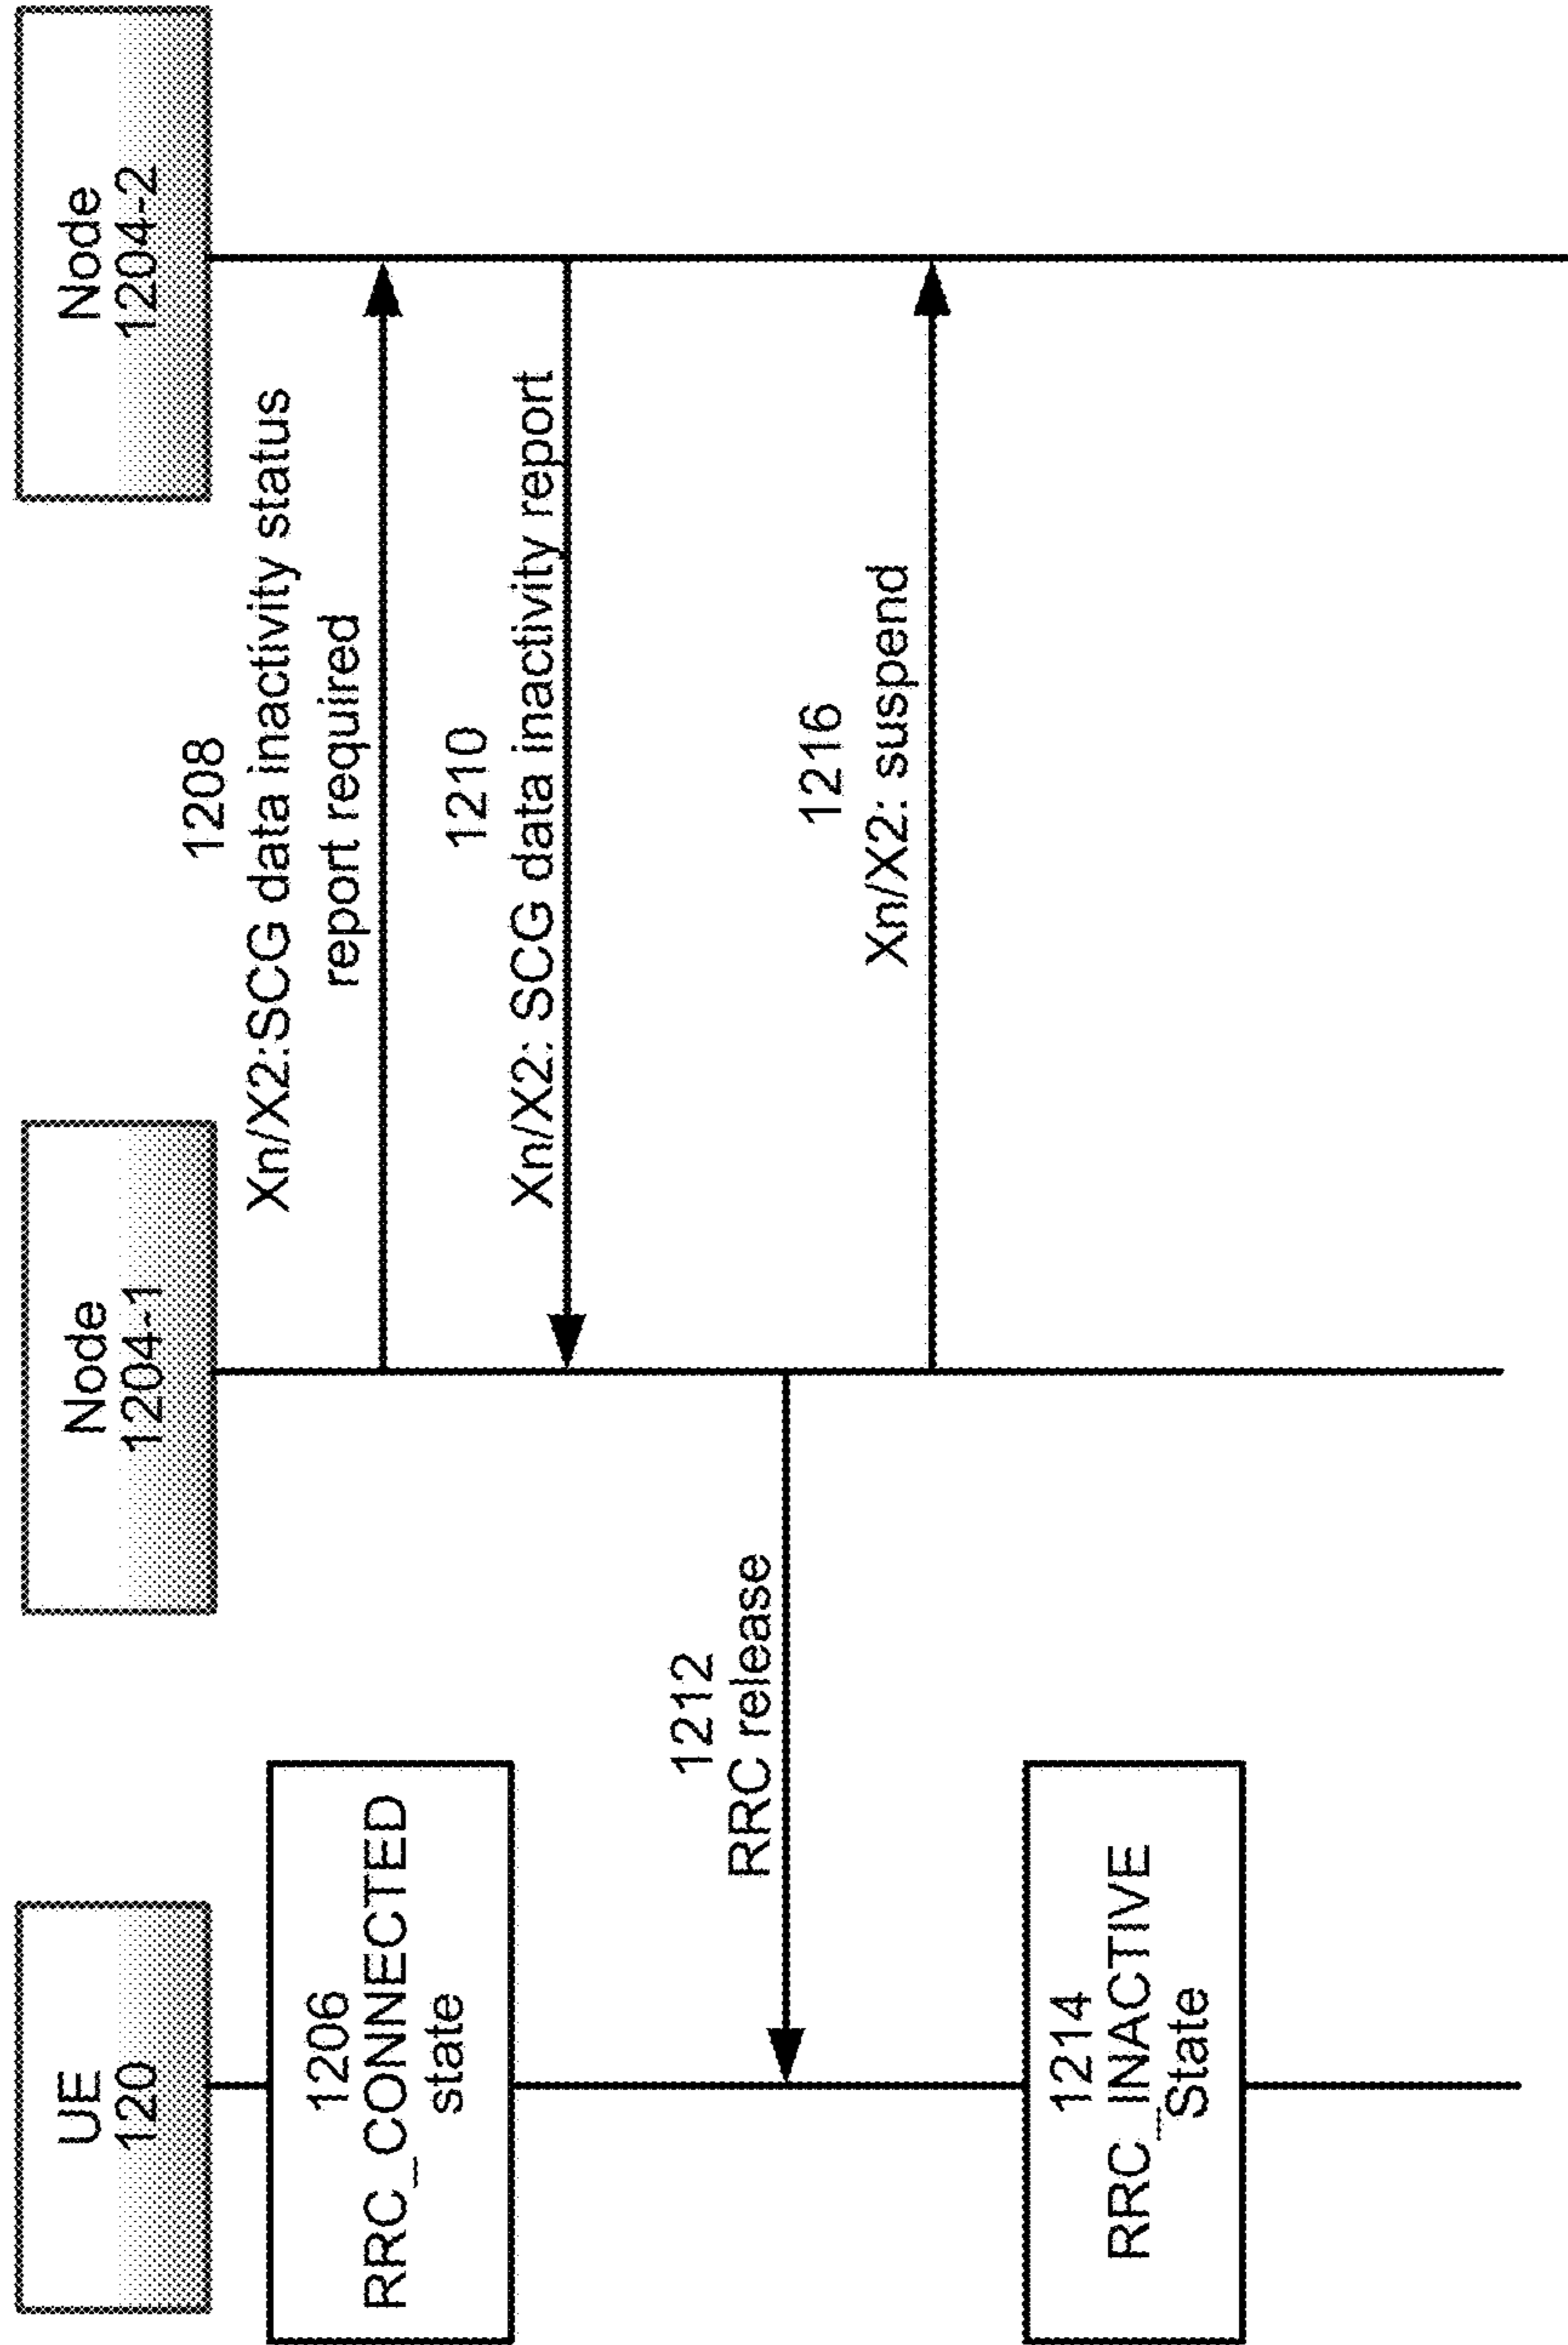 UE
120
Node
1204-1
Node
1204-2
1206
RRC_CONNECTED
state
1208
Xn/X2:SCG data inactivity status
report required
1210
Xn/X2: SCG data inactivity report
1212
RRC release
1216
Xn/X2: suspend
1214
RRC_INACTIVE
State